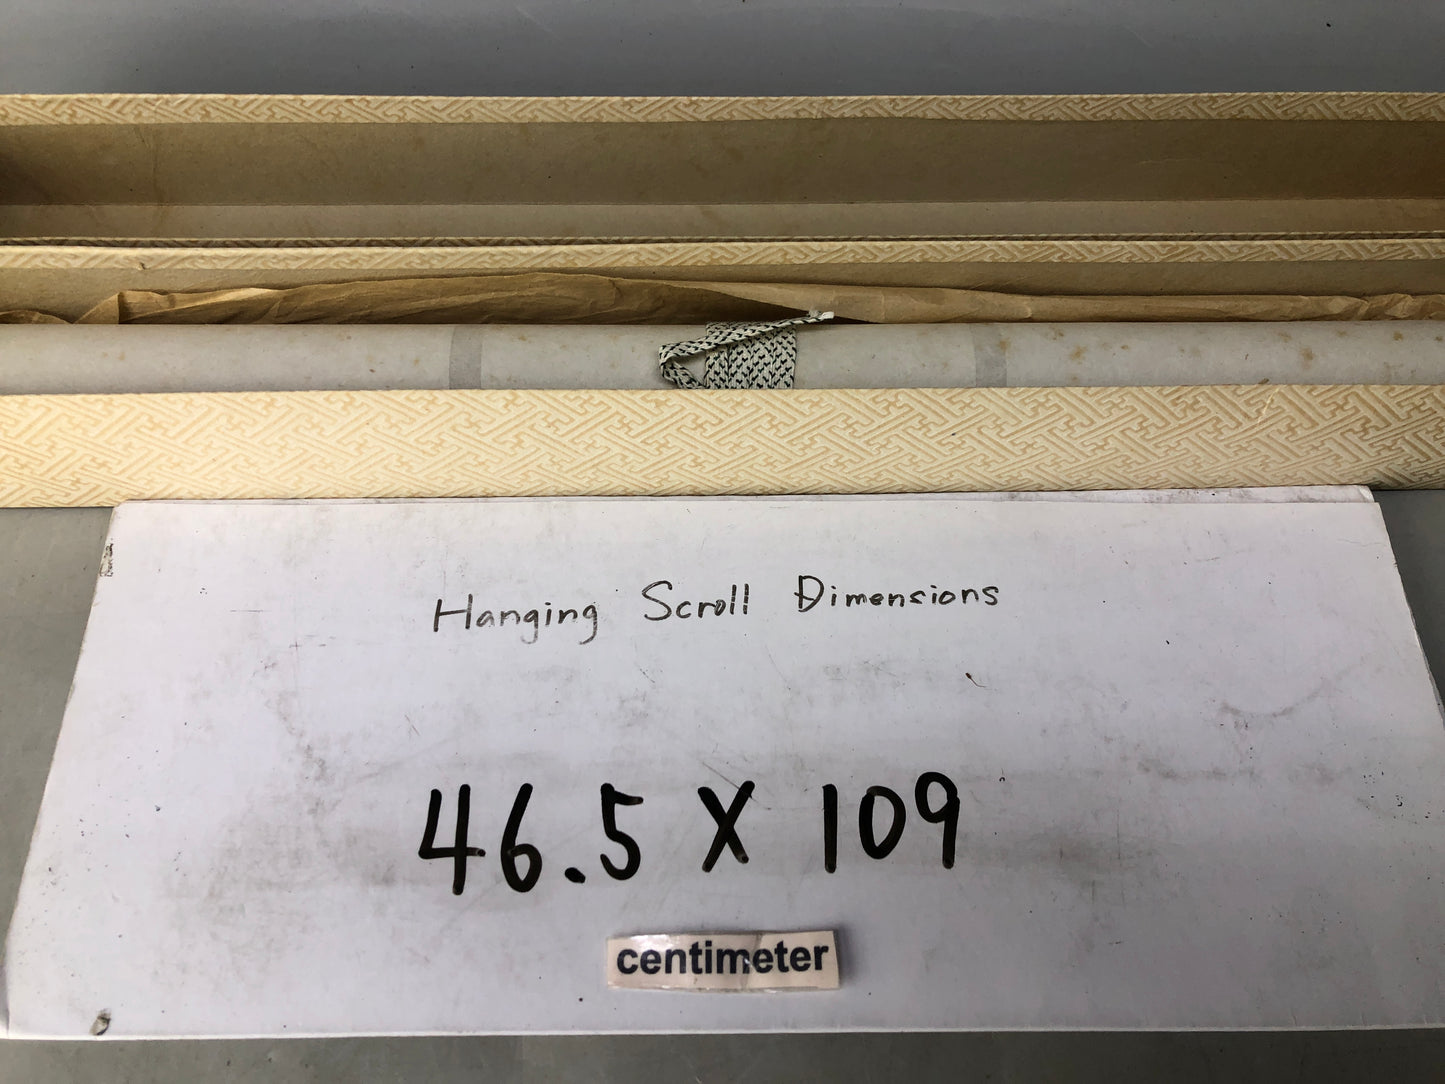 Hanging Scroll Dimensions
46.5 X 109
centimeter